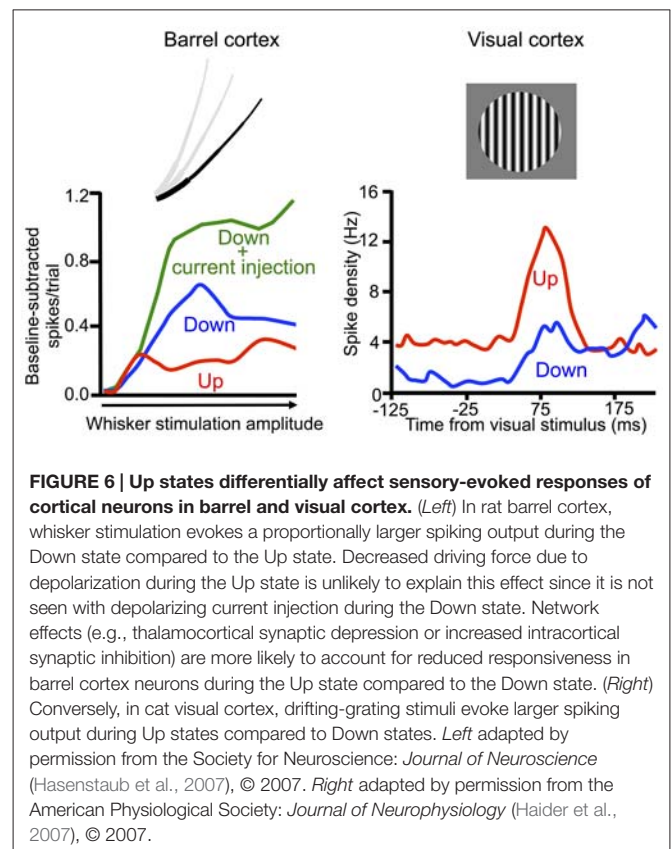 Barrel cortex
Visual cortex
1.2
0.8
0.4
0.0
Baseline-subtracted
spikes/trial
Down
+
current injection
Down
Up
Whisker stimulation amplitude
16
12
8
4
0
Spike density (Hz)
Up
Down
-125
-25
75
175
Time from visual stimulus (ms)
FIGURE 6 | Up states differentially affect sensory-evoked responses of
cortical neurons in barrel and visual cortex. (Left) In rat barrel cortex,
whisker stimulation evokes a proportionally larger spiking output during the
Down state compared to the Up state. Decreased driving force due to
depolarization during the Up state is unlikely to explain this effect since it is not
seen with depolarizing current injection during the Down state. Network
effects (e.g., thalamocortical synaptic depression or increased intracortical
synaptic inhibition) are more likely to account for reduced responsiveness in
barrel cortex neurons during the Up state compared to the Down state. (Right)
Conversely, in cat visual cortex, drifting-grating stimuli evoke larger spiking
output during Up states compared to Down states. Left adapted by
permission from the Society for Neuroscience: Journal of Neuroscience
(Hasenstaub et al., 2007), © 2007. Right adapted by permission from the
American Physiological Society: Journal of Neurophysiology (Haider et al.,
2007), © 2007.